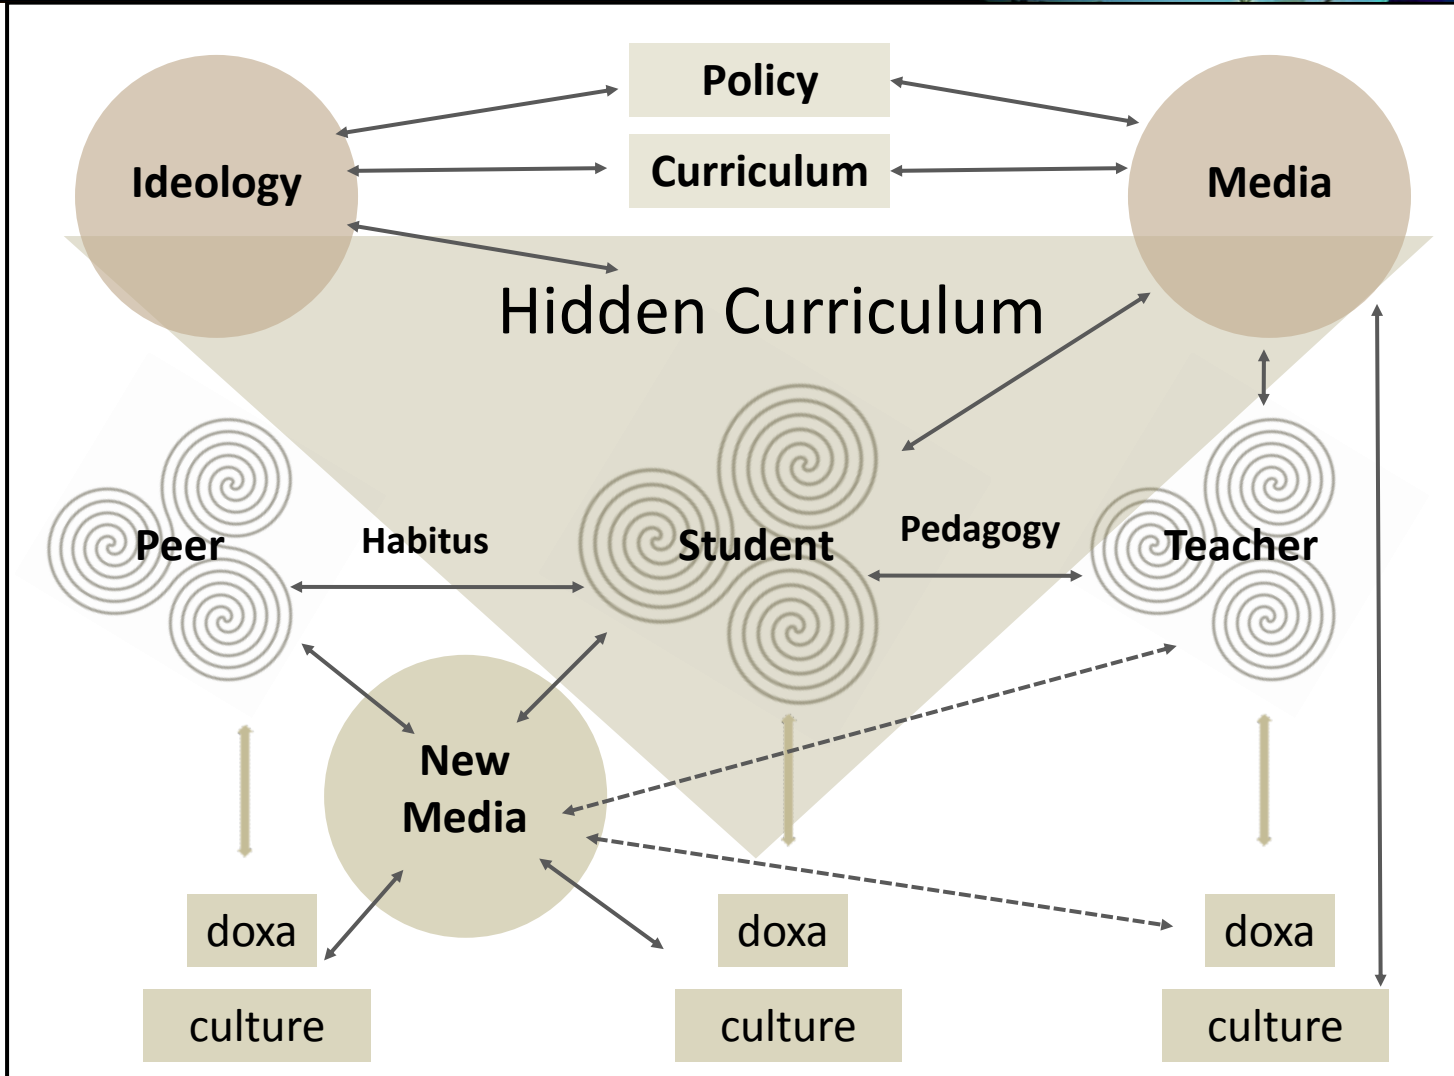 Policy
Ideology
Curriculum
Media
Hidden Curriculum
Peer
Habitus
Student
Pedagogy
Teacher
New
Media
doxa
doxa
doxa
culture
culture
culture